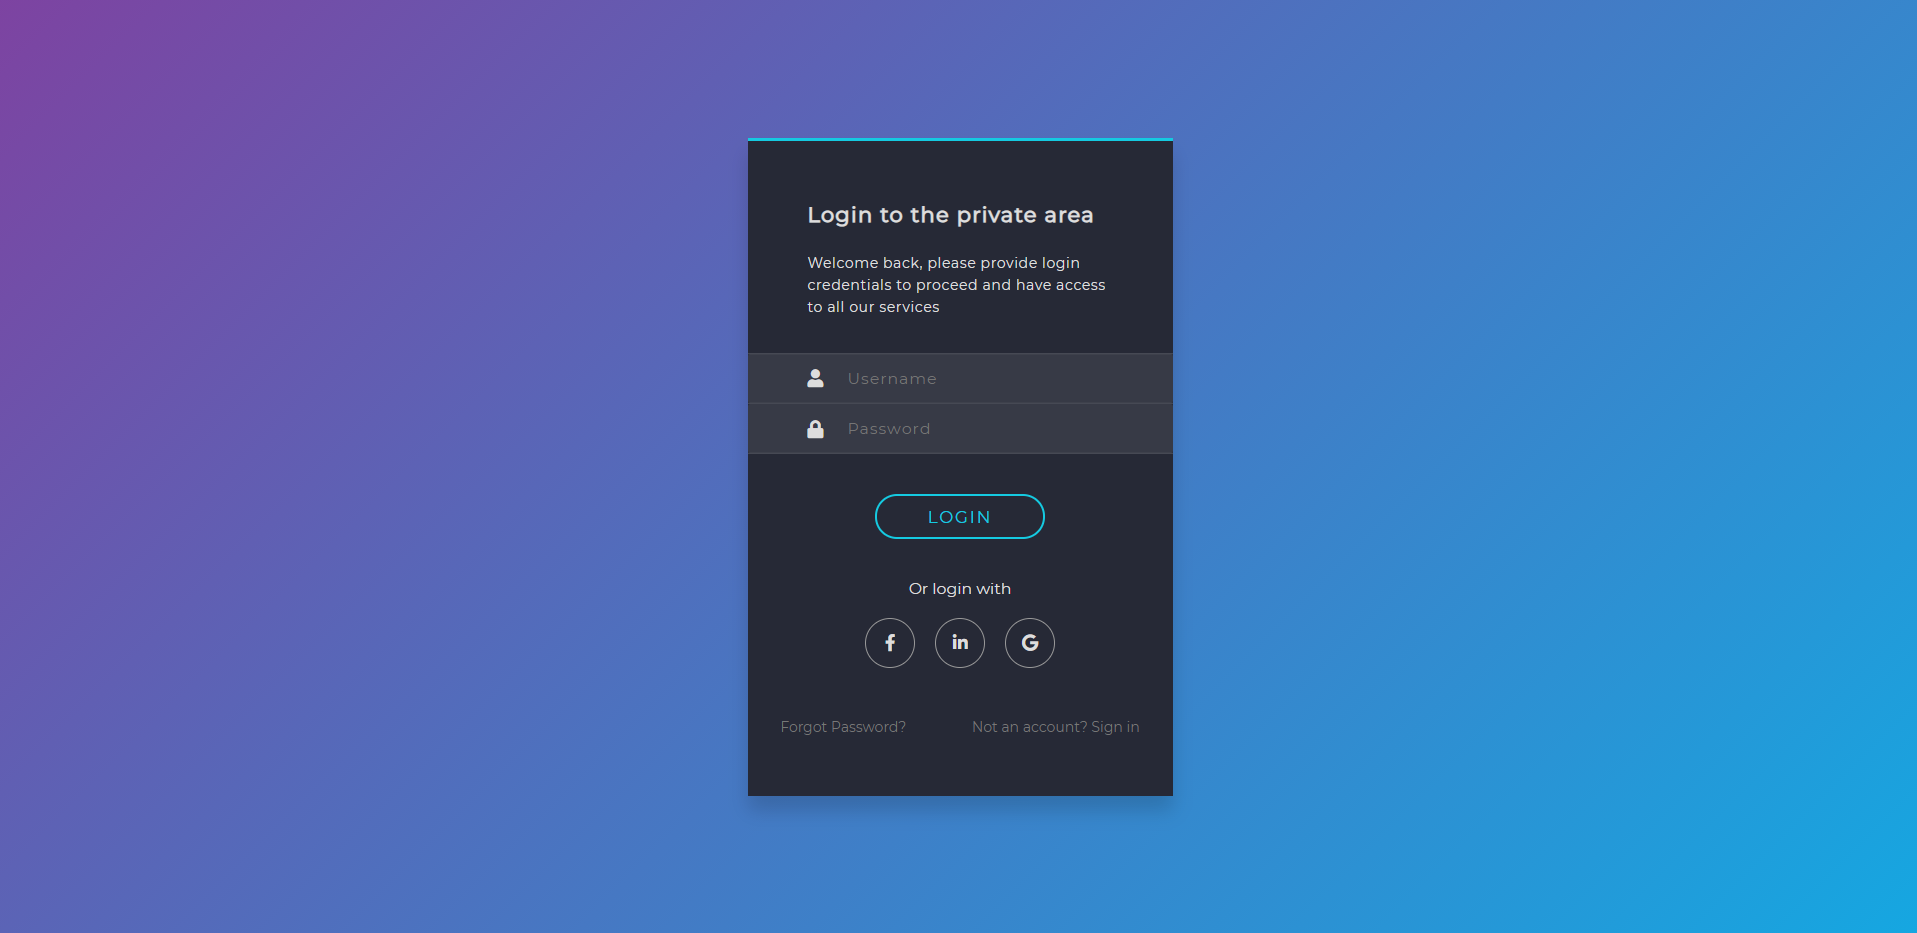 Login to the private area
Welcome back, please provide login
credentials to proceed and have access
to all our services
Username
Password
LOGIN
Or login with
Forgot Password?
Not an account? Sign in